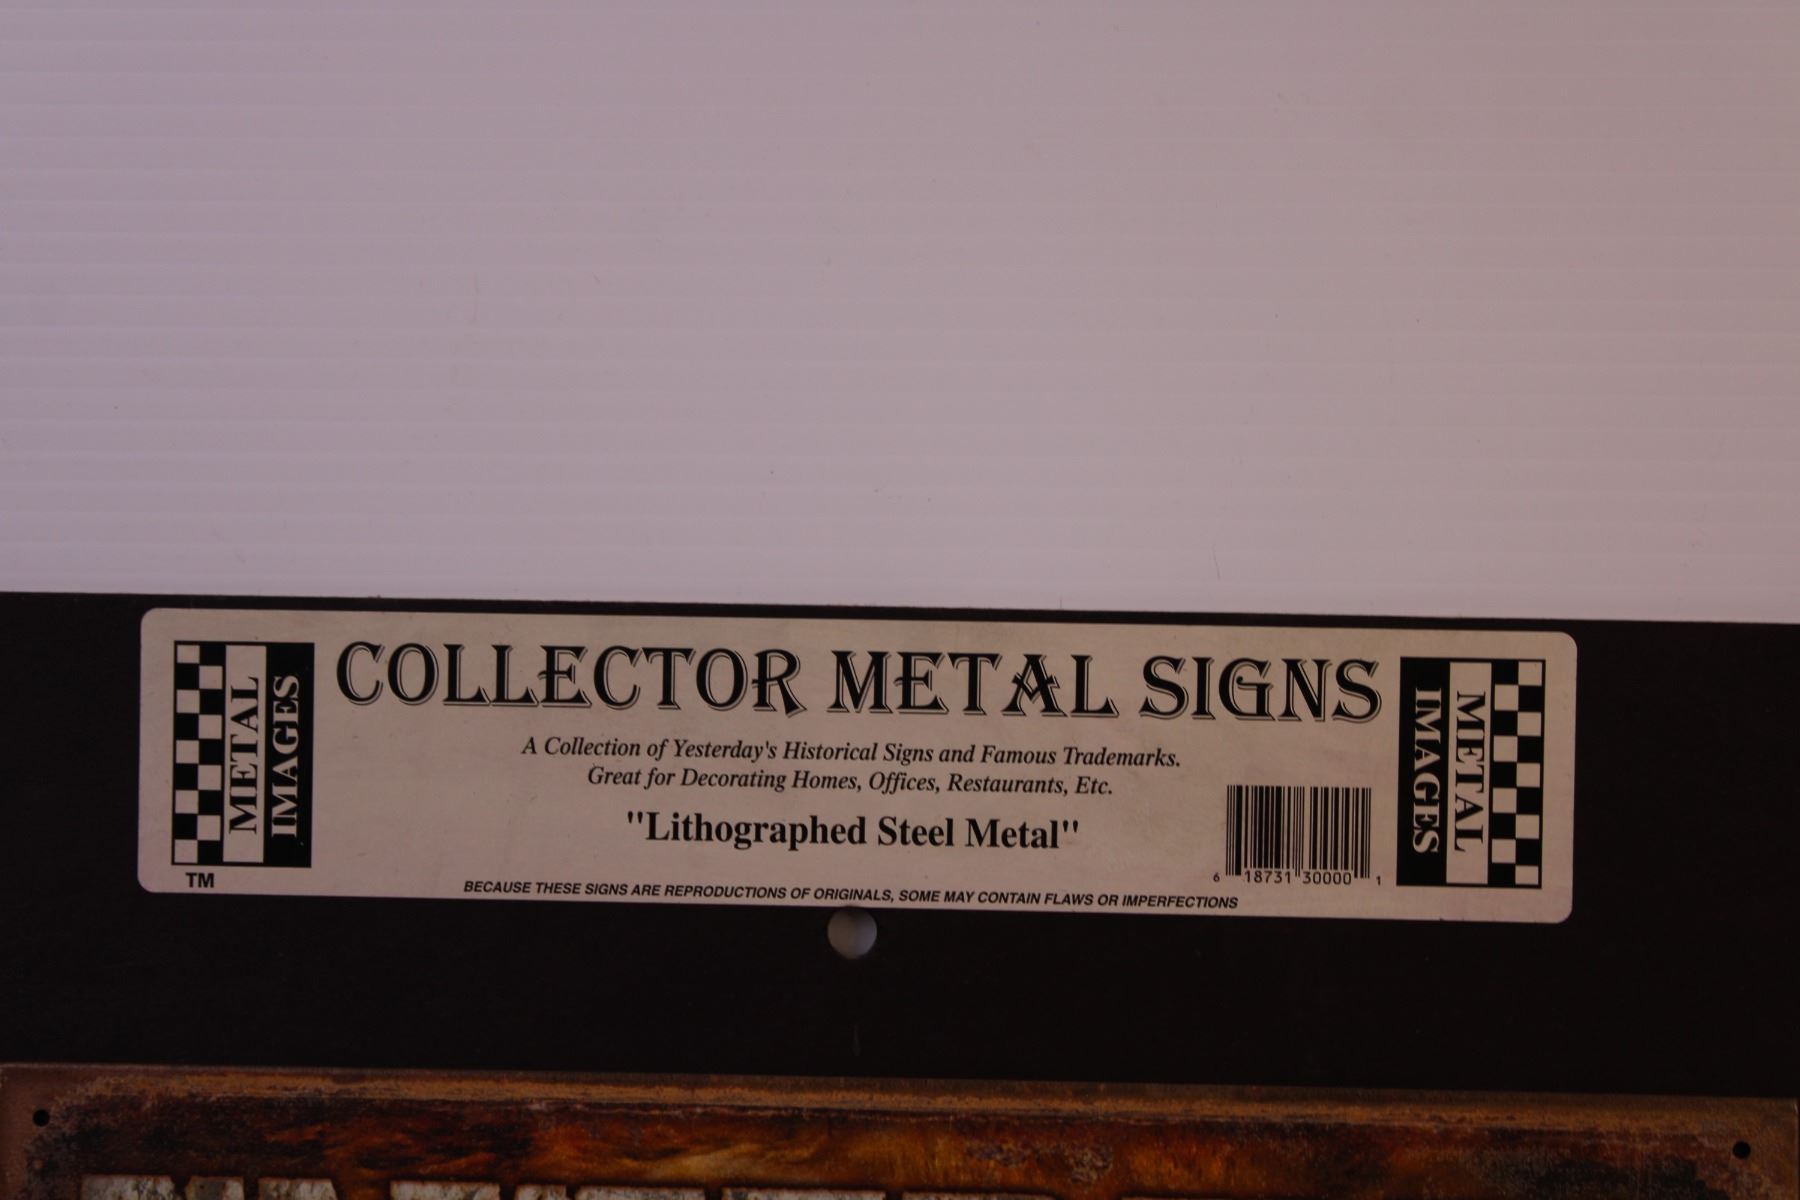 METAL
IMAGES
TM
COLLECTOR METAL SIGNS
A Collection of Yesterday's Historical Signs and Famous Trademarks.
Great for Decorating Homes, Offices, Restaurants, Etc.
"Lithographed Steel Metal"
BECAUSE THESE SIGNS ARE REPRODUCTIONS OF ORIGINALS, SOME MAY CONTAIN FLAWS OR IMPERFECTIONS
6 18731 30000 1
METAL
IMAGES